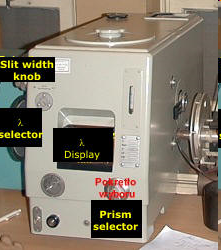 Slit width
knob
λ
selector
λ
Display
Pokrętło
wyboru
Prism
selector